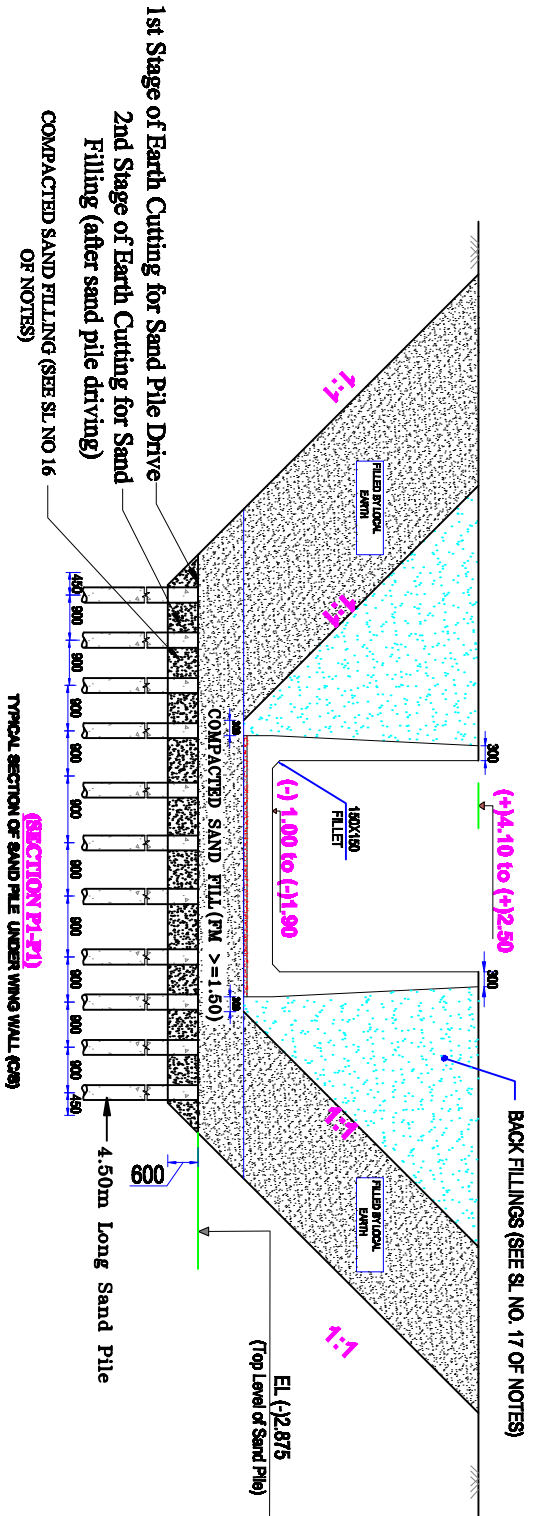 (+)4.10 to (+)2.50
BACK FILLINGS (SEE SL NO. 17 OF NOTES)
300
300
FILLED BY LOCAL
EARTH
FILLED BY LOCAL
EARTH
1:1
1:1
1:1
1:1
150X150
FILLET
(-) 1.00 to (-)1.90
300
300
COMPACTED SAND FILL (FM >=1.50)
EL (-)2.875
(Top Level of Sand Pile)
1st Stage of Earth Cutting for Sand Pile Drive
2nd Stage of Earth Cutting for Sand
Filling (after sand pile driving)
COMPACTED SAND FILLING (SEE SL NO 16
OF NOTES)
600
4.50m Long Sand Pile
450 900 900 900 900 900 900 900 900 450
(SECTION P1-P1)
TYPICAL SECTION OF SAND PILE UNDER WING WALL (C/S)